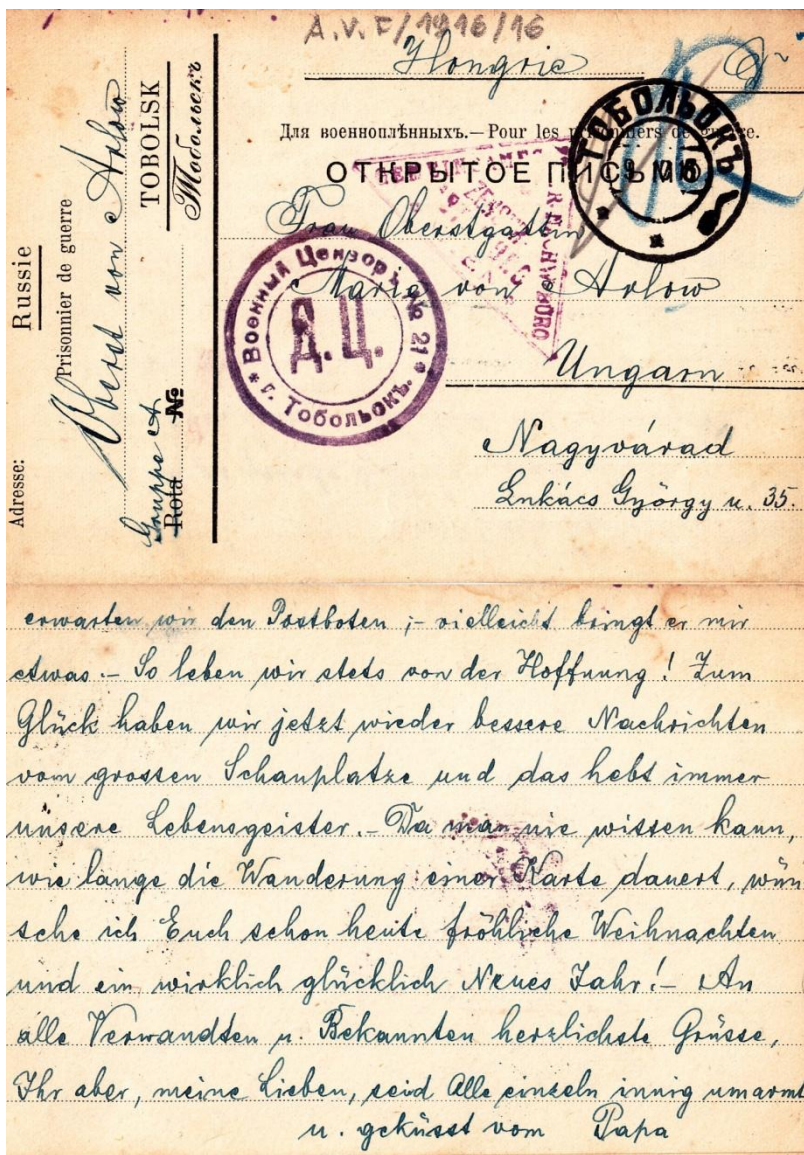 A.V.F/1916/16
Hongrie
Для военноплѣнныхъ.—Pour les prisonniers de guerre.
ОТКРЫТОЕ ПИСЬМО
Frau Oberstgattin
Marie von Arlow
Ungarn
Nagyvárad
Lukács György u. 35.
ТОБОЛЬСКЪ
Военный Цензоръ № 21
Д.Ц.
г. Тобольскъ.
Russie
Prisonnier de guerre
Oberst von Arlow
TOBOLSK
Тобольскъ
Adresse:
Gruppe A
Rota №
erwarten wir den Postboten ;- vielleicht bringt er mir
etwas.- So leben wir stets von der Hoffnung! Zum
Glück haben wir jetzt wieder bessere Nachrichten
vom grossen Schauplatze und das hebt immer
unsere Lebensgeister.- Da man nie wissen kann,
wie lange die Wanderung einer Karte dauert, wün
sche ich Euch schon heute fröhliche Weihnachten
und ein wirklich glücklich Neues Jahr!- An
alle Verwandten u. Bekannten herzlichste Grüsse,
Ihr aber, meine Lieben, seid Alle einzeln innig umarmt
u. geküsst vom Papa